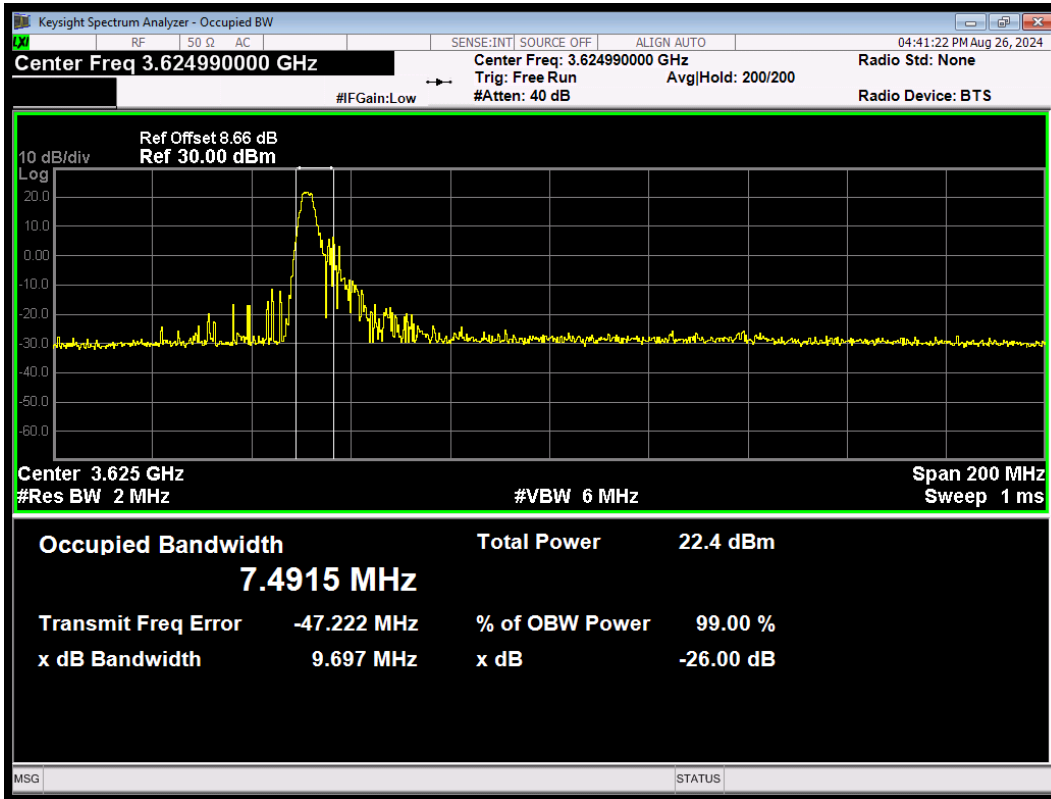 Keysight Spectrum Analyzer - Occupied BW
LXI RF 50 Ω AC SENSE:INT SOURCE OFF ALIGN AUTO 04:41:22 PM Aug 26, 2024
Center Freq 3.624990000 GHz Center Freq: 3.624990000 GHz Radio Std: None
Trig: Free Run Avg|Hold: 200/200
#IFGain:Low #Atten: 40 dB Radio Device: BTS
Ref Offset 8.66 dB
10 dB/div Ref 30.00 dBm
Log
20.0
10.0
0.00
-10.0
-20.0
-30.0
-40.0
-50.0
-60.0
Center 3.625 GHz Span 200 MHz
#Res BW 2 MHz #VBW 6 MHz Sweep 1 ms
Occupied Bandwidth Total Power 22.4 dBm
7.4915 MHz
Transmit Freq Error -47.222 MHz % of OBW Power 99.00 %
x dB Bandwidth 9.697 MHz x dB -26.00 dB
MSG STATUS